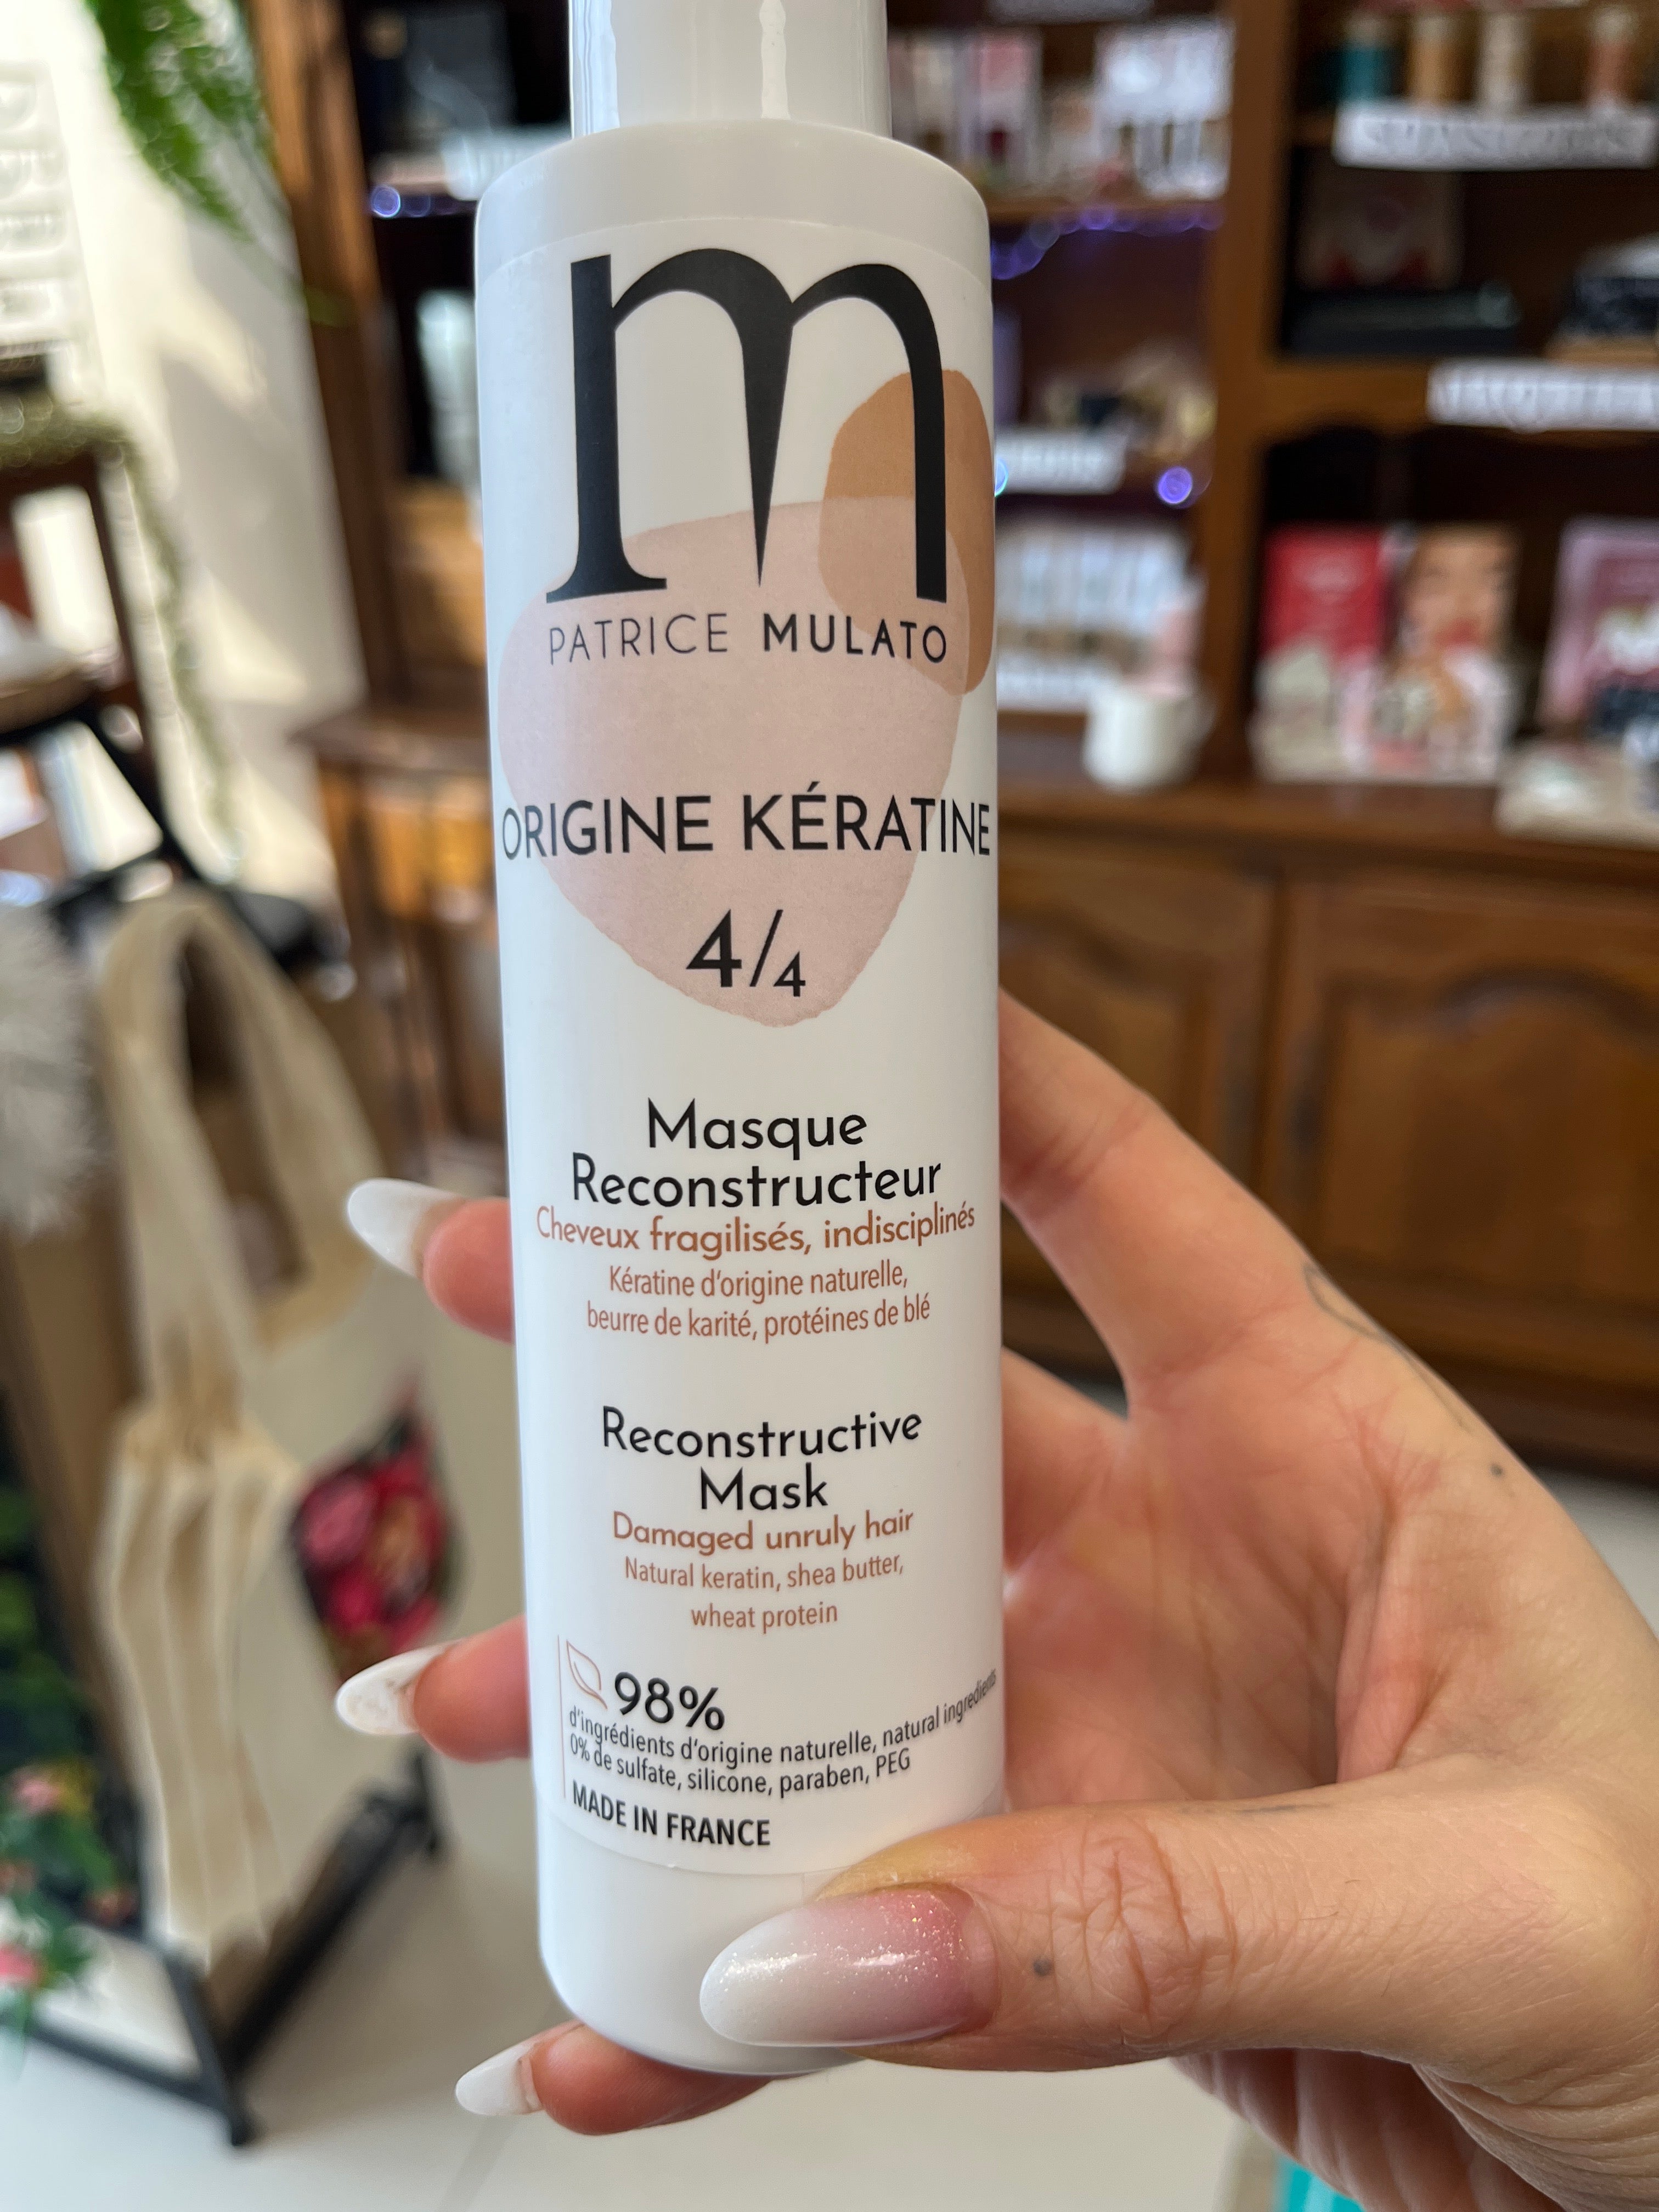 m
PATRICE MULATO
ORIGINE KÉRATINE
4/4
Masque
Reconstructeur
Cheveux fragilisés, indisciplinés
Kératine d'origine naturelle,
beurre de karité, protéines de blé
Reconstructive
Mask
Damaged unruly hair
Natural keratin, shea butter,
wheat protein
98%
d'ingrédients d'origine naturelle, natural ingredients
0% de sulfate, silicone, paraben, PEG
MADE IN FRANCE